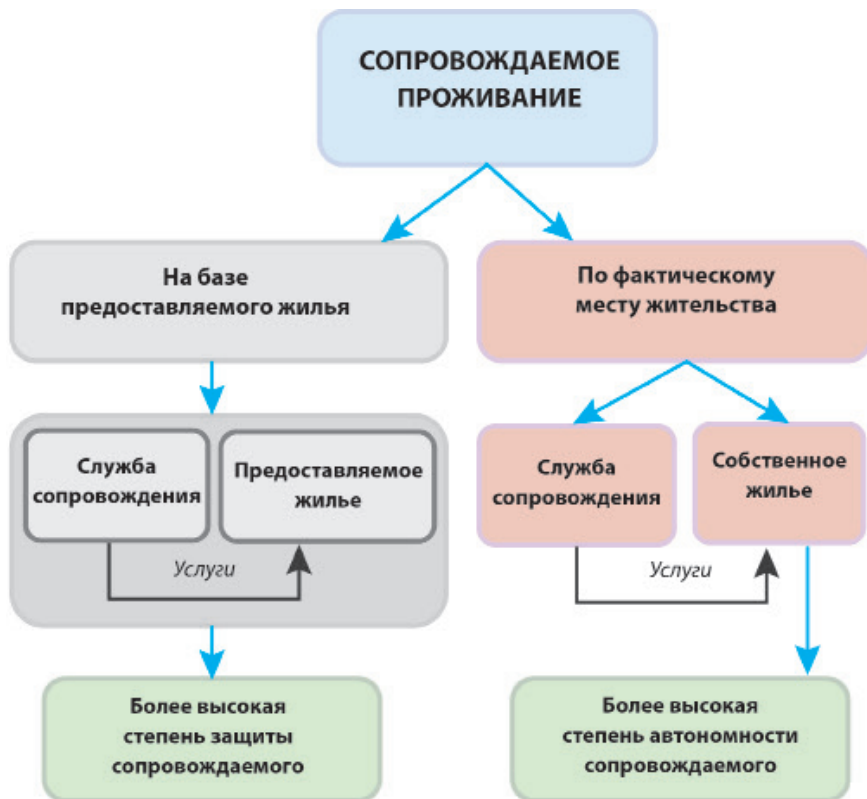 СОПРОВОЖДАЕМОЕ
ПРОЖИВАНИЕ
На базе
предоставляемого жилья
По фактическому
месту жительства
Служба
сопровождения
Предоставляемое
жилье
Услуги
Служба
сопровождения
Собственное
жилье
Услуги
Более высокая
степень защиты
сопровождаемого
Более высокая
степень автономности
сопровождаемого